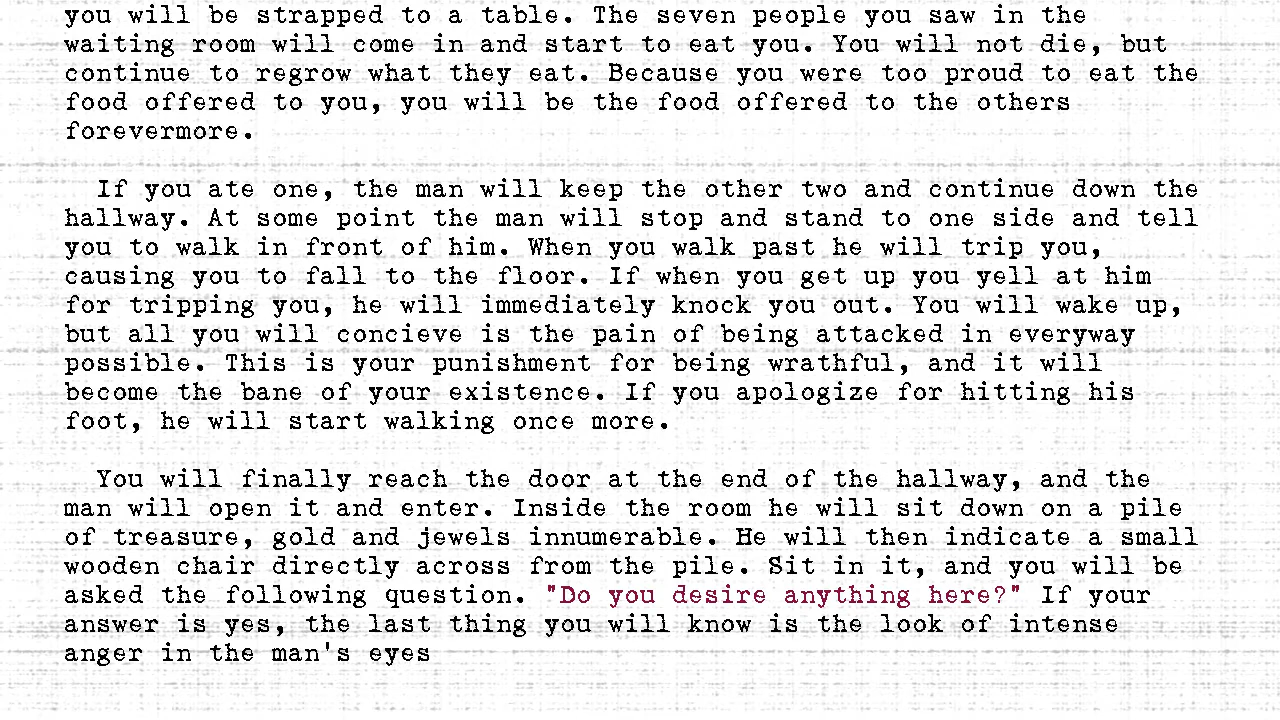 you will be strapped to a table. The seven people you saw in the
waiting room will come in and start to eat you. You will not die, but
continue to regrow what they eat. Because you were too proud to eat the
food offered to you, you will be the food offered to the others
forevermore.
If you ate one, the man will keep the other two and continue down the
hallway. At some point the man will stop and stand to one side and tell
you to walk in front of him. When you walk past he will trip you,
causing you to fall to the floor. If when you get up you yell at him
for tripping you, he will immediately knock you out. You will wake up,
but all you will concieve is the pain of being attacked in everyway
possible. This is your punishment for being wrathful, and it will
become the bane of your existence. If you apologize for hitting his
foot, he will start walking once more.
You will finally reach the door at the end of the hallway, and the
man will open it and enter. Inside the room he will sit down on a pile
of treasure, gold and jewels innumerable. He will then indicate a small
wooden chair directly across from the pile. Sit in it, and you will be
asked the following question. "Do you desire anything here?" If your
answer is yes, the last thing you will know is the look of intense
anger in the man's eyes